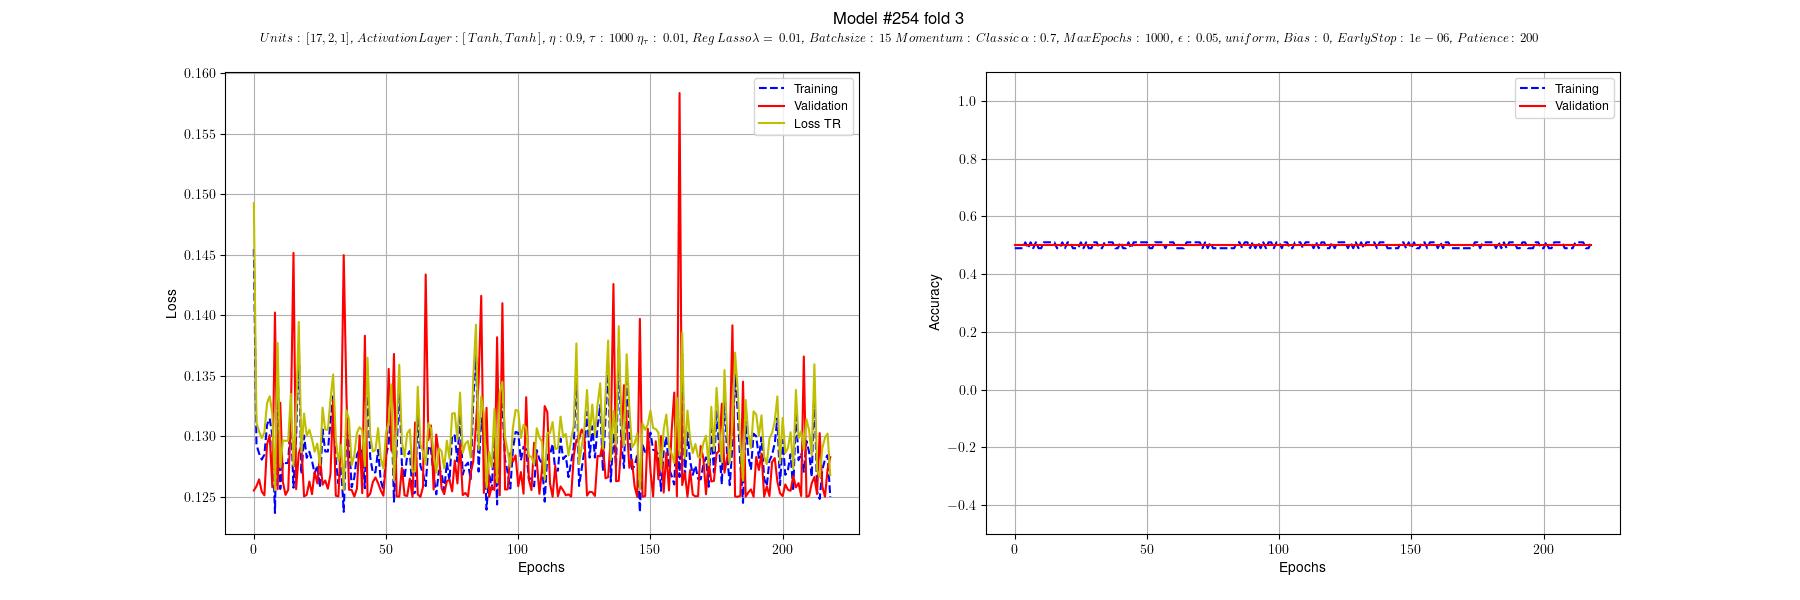 Model #254 fold 3
Units : [17, 2, 1], ActivationLayer : [Tanh, Tanh], η : 0.9, τ : 1000 ητ : 0.01, Reg Lassoλ = 0.01, Batchsize : 15 Momentum : Classic α : 0.7, MaxEpochs : 1000, ϵ : 0.05, uniform, Bias : 0, EarlyStop : 1e − 06, Patience : 200
0.160
0.155
0.150
0.145
0.140
0.135
0.130
0.125
Loss
Training
Validation
Loss TR
0 50 100 150 200
Epochs
1.0
0.8
0.6
0.4
0.2
0.0
−0.2
−0.4
Accuracy
Training
Validation
0 50 100 150 200
Epochs